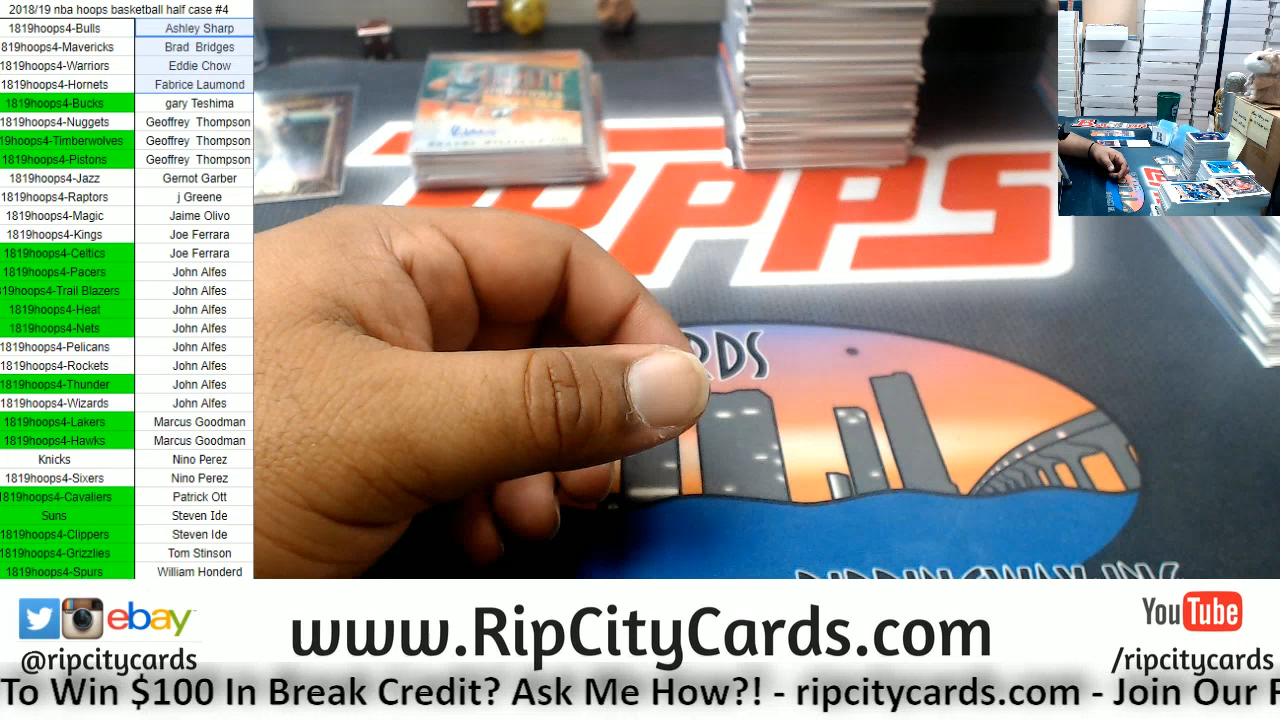 2018/19 nba hoops basketball half case #4
1819hoops4-Bulls Ashley Sharp
819hoops4-Mavericks Brad Bridges
1819hoops4-Warriors Eddie Chow
1819hoops4-Hornets Fabrice Laumond
1819hoops4-Bucks gary Teshima
1819hoops4-Nuggets Geoffrey Thompson
19hoops4-Timberwolves Geoffrey Thompson
1819hoops4-Pistons Geoffrey Thompson
1819hoops4-Jazz Gernot Garber
1819hoops4-Raptors j Greene
1819hoops4-Magic Jaime Olivo
1819hoops4-Kings Joe Ferrara
1819hoops4-Celtics Joe Ferrara
1819hoops4-Pacers John Alfes
819hoops4-Trail Blazers John Alfes
1819hoops4-Heat John Alfes
1819hoops4-Nets John Alfes
1819hoops4-Pelicans John Alfes
1819hoops4-Rockets John Alfes
1819hoops4-Thunder John Alfes
1819hoops4-Wizards John Alfes
1819hoops4-Lakers Marcus Goodman
1819hoops4-Hawks Marcus Goodman
Knicks Nino Perez
1819hoops4-Sixers Nino Perez
1819hoops4-Cavaliers Patrick Ott
Suns Steven Ide
1819hoops4-Clippers Steven Ide
1819hoops4-Grizzlies Tom Stinson
1819hoops4-Spurs William Honderd
TOPPS
RDS
ebay
@ripcitycards
www.RipCityCards.com
YouTube
/ripcitycards
To Win $100 In Break Credit? Ask Me How?! - ripcitycards.com - Join Our F